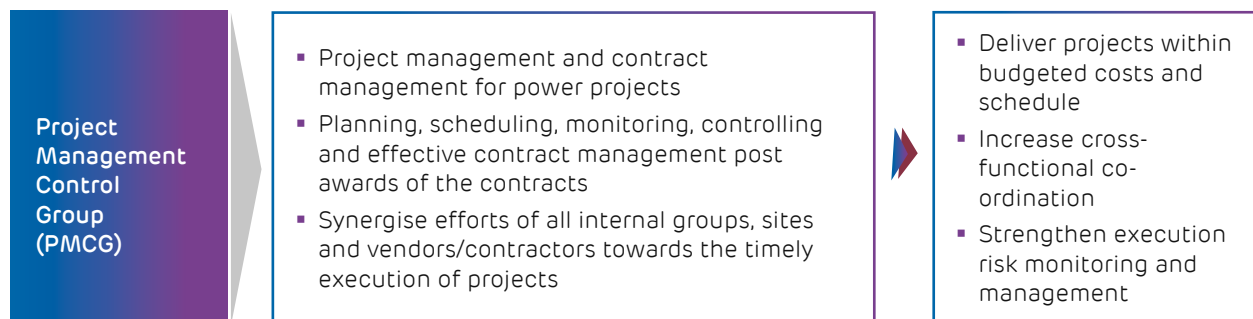 Project
Management
Control
Group
(PMCG)
▪ Project management and contract
management for power projects
▪ Planning, scheduling, monitoring, controlling
and effective contract management post
awards of the contracts
▪ Synergise efforts of all internal groups, sites
and vendors/contractors towards the timely
execution of projects
▪ Deliver projects within
budgeted costs and
schedule
▪ Increase cross-
functional co-
ordination
▪ Strengthen execution
risk monitoring and
management